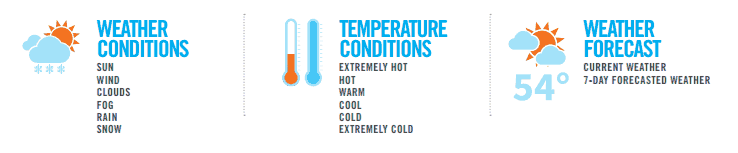 WEATHER
CONDITIONS
SUN
WIND
CLOUDS
FOG
RAIN
SNOW
TEMPERATURE
CONDITIONS
EXTREMELY HOT
HOT
WARM
COOL
COLD
EXTREMELY COLD
54°
WEATHER
FORECAST
CURRENT WEATHER
7-DAY FORECASTED WEATHER